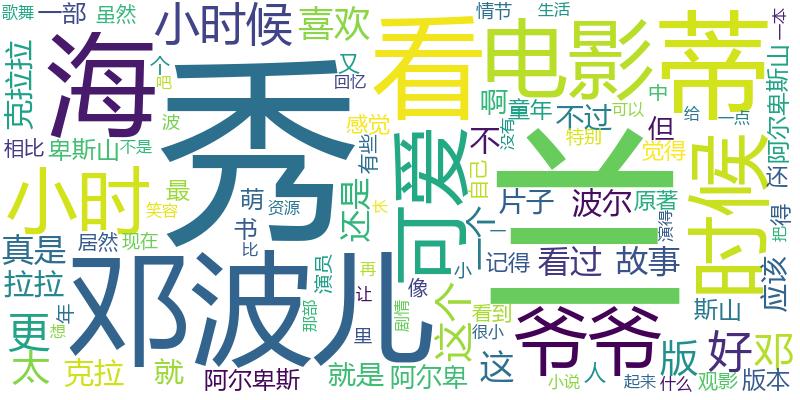 歌舞 一部 虽然 小时候 喜欢 情节 生活 一本
克拉拉 海 个 吧 秀 又 回忆 看 电影 蒂
啊 童年 中 给 阿尔卑斯山
相比 卑斯山 不是 波 感觉 有些 不 不过 可以 但 一点
没有 特别 觉得
小时 最 萌 笑容 资源 还是 可爱 自己 兰 时候
书 长 一个 片子 波尔 原著 演得 把 得
真是 居然 现在 比 演员 记得 看过 故事 应该
拉拉 年 邓波儿 那部 再 像 小 这个 斯山
更 想 让 里 剧情 看到 爷爷
太 克拉 就 就是 很小 这 版 好 邓
阿尔卑斯 阿尔卑 小说 人 起来 什么 观影 版本